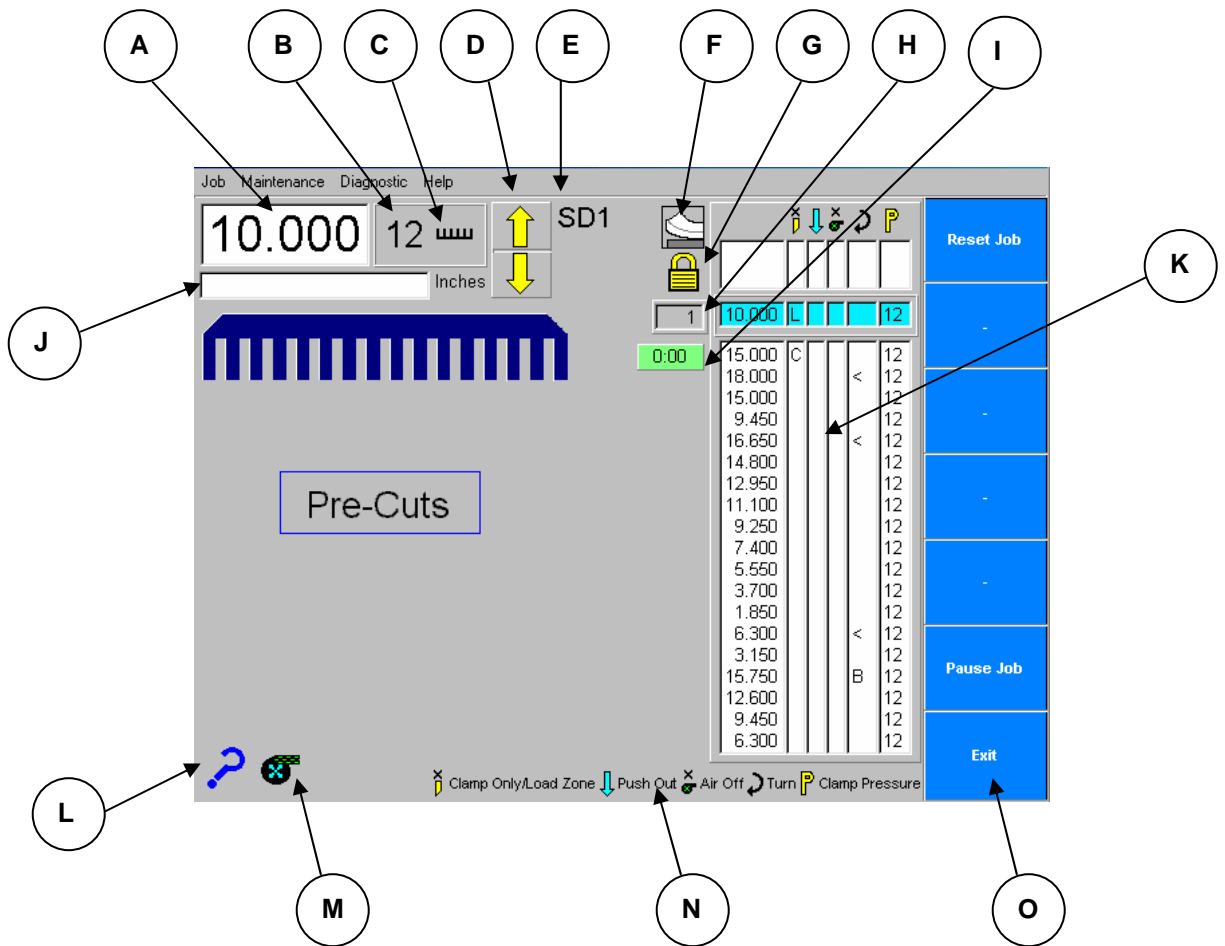 A B C D E F G H I
Job Maintenance Diagnostic Help
10.000 12 SD1
Inches
J
K
1
0:00
Pre-Cuts
P
10.000 L 12
15.000 C 12
18.000 < 12
15.000 12
9.450 12
16.650 < 12
14.800 12
12.950 12
11.100 12
9.250 12
7.400 12
5.550 12
3.700 12
1.850 12
6.300 < 12
3.150 12
15.750 B 12
12.600 12
9.450 12
6.300 12
Reset Job
-
-
-
-
Pause Job
Exit
Clamp Only/Load Zone Push Out Air Off Turn P Clamp Pressure
L
M N O